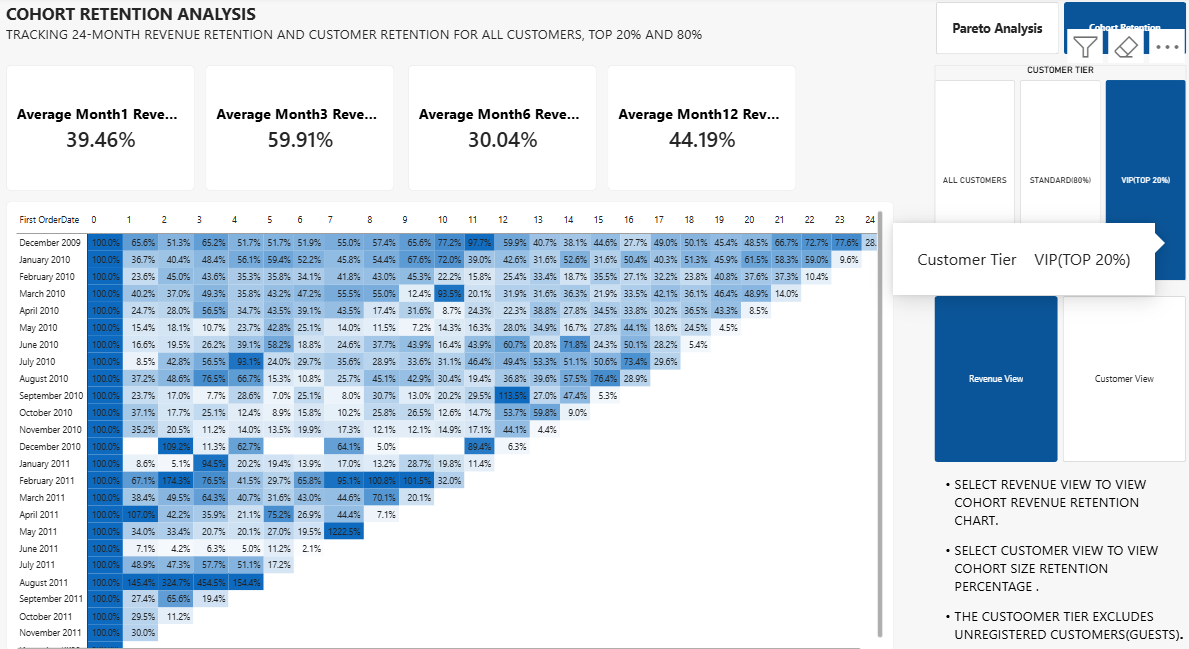 COHORT RETENTION ANALYSIS
TRACKING 24-MONTH REVENUE RETENTION AND CUSTOMER RETENTION FOR ALL CUSTOMERS, TOP 20% AND 80%
Pareto Analysis
Cohort Retention
CUSTOMER TIER
Average Month1 Reve...
39.46%
Average Month3 Reve...
59.91%
Average Month6 Reve...
30.04%
Average Month12 Rev...
44.19%
ALL CUSTOMERS
STANDARD(80%)
VIP(TOP 20%)
Customer Tier VIP(TOP 20%)
Revenue View
Customer View
First OrderDate 0 1 2 3 4 5 6 7 8 9 10 11 12 13 14 15 16 17 18 19 20 21 22 23 24
December 2009 100.0% 65.6% 51.3% 65.2% 51.7% 51.7% 51.9% 55.0% 57.4% 65.6% 77.2% 97.7% 59.9% 40.7% 38.1% 44.6% 27.7% 49.0% 50.1% 45.4% 48.5% 66.7% 72.7% 77.6% 28.
January 2010 100.0% 36.7% 40.4% 48.4% 56.1% 59.4% 52.2% 45.8% 54.4% 67.6% 72.0% 39.0% 42.6% 31.6% 52.6% 31.6% 50.4% 40.3% 51.3% 45.9% 61.5% 58.3% 59.0% 9.6%
February 2010 100.0% 23.6% 45.0% 43.6% 35.3% 35.8% 34.1% 41.8% 43.0% 45.3% 22.2% 15.8% 25.4% 33.4% 18.7% 35.5% 27.1% 32.2% 23.8% 40.8% 37.6% 37.3% 10.4%
March 2010 100.0% 40.2% 37.0% 49.3% 35.8% 43.2% 47.2% 55.5% 55.0% 12.4% 93.5% 20.1% 31.9% 31.6% 36.3% 21.9% 33.5% 42.1% 36.1% 46.4% 48.9% 14.0%
April 2010 100.0% 24.7% 28.0% 56.5% 34.7% 43.5% 39.1% 43.5% 17.4% 31.6% 8.7% 24.3% 22.3% 38.8% 27.8% 34.5% 33.8% 30.2% 36.5% 43.3% 8.5%
May 2010 100.0% 15.4% 18.1% 10.7% 23.7% 42.8% 25.1% 14.0% 11.5% 7.2% 14.3% 16.3% 28.0% 34.9% 16.7% 27.8% 44.1% 18.6% 24.5% 4.5%
June 2010 100.0% 16.6% 19.5% 26.2% 39.1% 58.2% 18.8% 24.6% 37.7% 43.9% 16.4% 43.9% 60.7% 20.8% 71.8% 24.3% 50.1% 28.2% 5.4%
July 2010 100.0% 8.5% 42.8% 56.5% 93.1% 24.0% 29.7% 35.6% 28.9% 33.6% 31.1% 46.4% 49.4% 53.3% 51.1% 50.6% 73.4% 29.6%
August 2010 100.0% 37.2% 48.6% 76.5% 66.7% 15.3% 10.8% 25.7% 45.1% 42.9% 30.4% 19.4% 36.8% 39.6% 57.5% 76.4% 28.9%
September 2010 100.0% 23.7% 17.0% 7.7% 28.6% 7.0% 25.1% 8.0% 30.7% 13.0% 20.2% 29.5% 113.5% 27.0% 47.4% 5.3%
October 2010 100.0% 37.1% 17.7% 25.1% 12.4% 8.9% 15.8% 10.2% 25.8% 26.5% 12.6% 14.7% 53.7% 59.8% 9.0%
November 2010 100.0% 35.2% 20.5% 11.2% 14.0% 13.5% 19.9% 17.3% 12.1% 12.1% 14.9% 17.1% 44.1% 4.4%
December 2010 100.0% 109.2% 11.3% 62.7% 64.1% 5.0% 89.4% 6.3%
January 2011 100.0% 8.6% 5.1% 94.5% 20.2% 19.4% 13.9% 17.0% 13.2% 28.7% 19.8% 11.4%
February 2011 100.0% 67.1% 174.3% 76.5% 41.5% 29.7% 65.8% 95.1% 100.8% 101.5% 32.0%
March 2011 100.0% 38.4% 49.5% 64.3% 40.7% 31.6% 43.0% 44.6% 70.1% 20.1%
April 2011 100.0% 107.0% 42.2% 35.9% 21.1% 75.2% 26.9% 44.4% 7.1%
May 2011 100.0% 34.0% 33.4% 20.7% 20.1% 27.0% 19.5% 1222.5%
June 2011 100.0% 7.1% 4.2% 6.3% 5.0% 11.2% 2.1%
July 2011 100.0% 48.9% 47.3% 57.7% 51.1% 17.2%
August 2011 100.0% 145.4% 324.7% 454.5% 154.4%
September 2011 100.0% 27.4% 65.6% 19.4%
October 2011 100.0% 29.5% 11.2%
November 2011 100.0% 30.0%
• SELECT REVENUE VIEW TO VIEW
COHORT REVENUE RETENTION
CHART.
• SELECT CUSTOMER VIEW TO VIEW
COHORT SIZE RETENTION
PERCENTAGE .
• THE CUSTOOMER TIER EXCLUDES
UNREGISTERED CUSTOMERS(GUESTS).